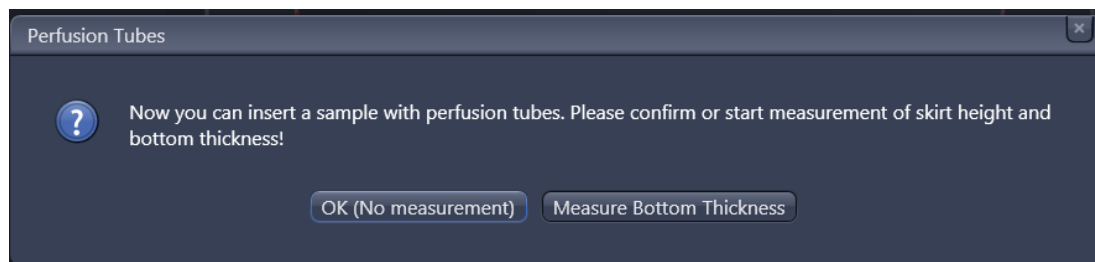 Perfusion Tubes
Now you can insert a sample with perfusion tubes. Please confirm or start measurement of skirt height and
bottom thickness!
OK (No measurement)
Measure Bottom Thickness